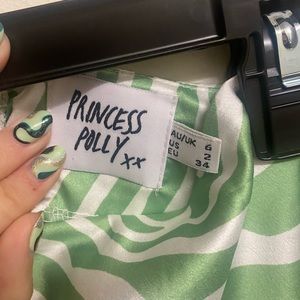 PRINCESS
POLLY xx
AU/UK 6
US 2
EU 34